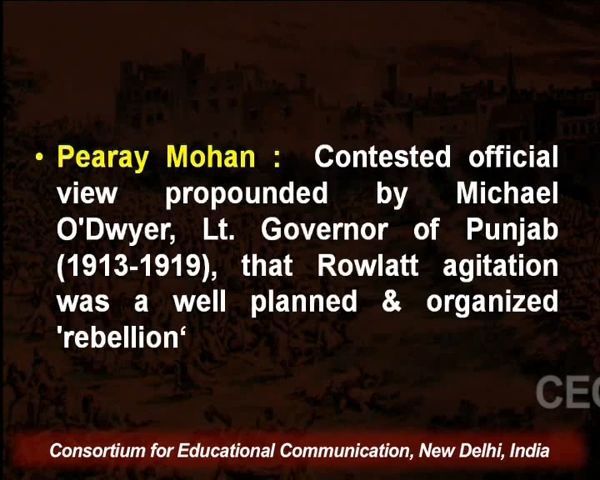 • Pearay Mohan : Contested official
view propounded by Michael
O'Dwyer, Lt. Governor of Punjab
(1913-1919), that Rowlatt agitation
was a well planned & organized
'rebellion‘
CEC
Consortium for Educational Communication, New Delhi, India